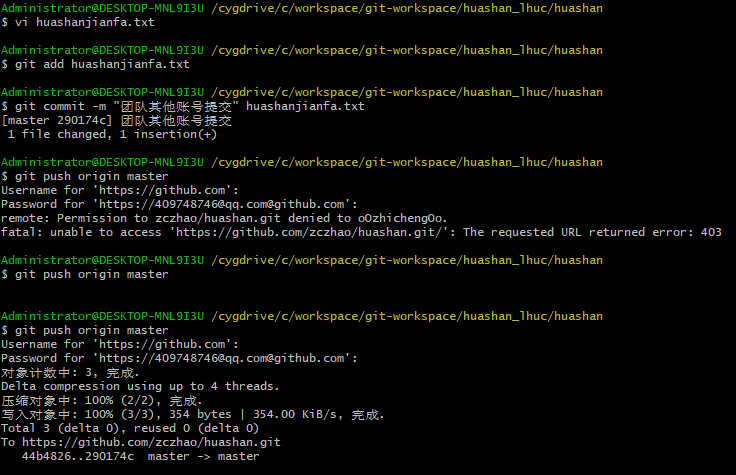 Administrator@DESKTOP-MNL9I3U /cygdrive/c/workspace/git-workspace/huashan_lhuc/huashan
$ vi huashanjianfa.txt
Administrator@DESKTOP-MNL9I3U /cygdrive/c/workspace/git-workspace/huashan_lhuc/huashan
$ git add huashanjianfa.txt
Administrator@DESKTOP-MNL9I3U /cygdrive/c/workspace/git-workspace/huashan_lhuc/huashan
$ git commit -m "团队其他账号提交" huashanjianfa.txt
[master 290174c] 团队其他账号提交
 1 file changed, 1 insertion(+)
Administrator@DESKTOP-MNL9I3U /cygdrive/c/workspace/git-workspace/huashan_lhuc/huashan
$ git push origin master
Username for 'https://github.com':
Password for 'https://409748746@qq.com@github.com':
remote: Permission to zczhao/huashan.git denied to oOzhichengOo.
fatal: unable to access 'https://github.com/zczhao/huashan.git/': The requested URL returned error: 403
Administrator@DESKTOP-MNL9I3U /cygdrive/c/workspace/git-workspace/huashan_lhuc/huashan
$ git push origin master
Administrator@DESKTOP-MNL9I3U /cygdrive/c/workspace/git-workspace/huashan_lhuc/huashan
$ git push origin master
Username for 'https://github.com':
Password for 'https://409748746@qq.com@github.com':
对象计数中: 3, 完成.
Delta compression using up to 4 threads.
压缩对象中: 100% (2/2), 完成.
写入对象中: 100% (3/3), 354 bytes | 354.00 KiB/s, 完成.
Total 3 (delta 0), reused 0 (delta 0)
To https://github.com/zczhao/huashan.git
   44b4826..290174c  master -> master